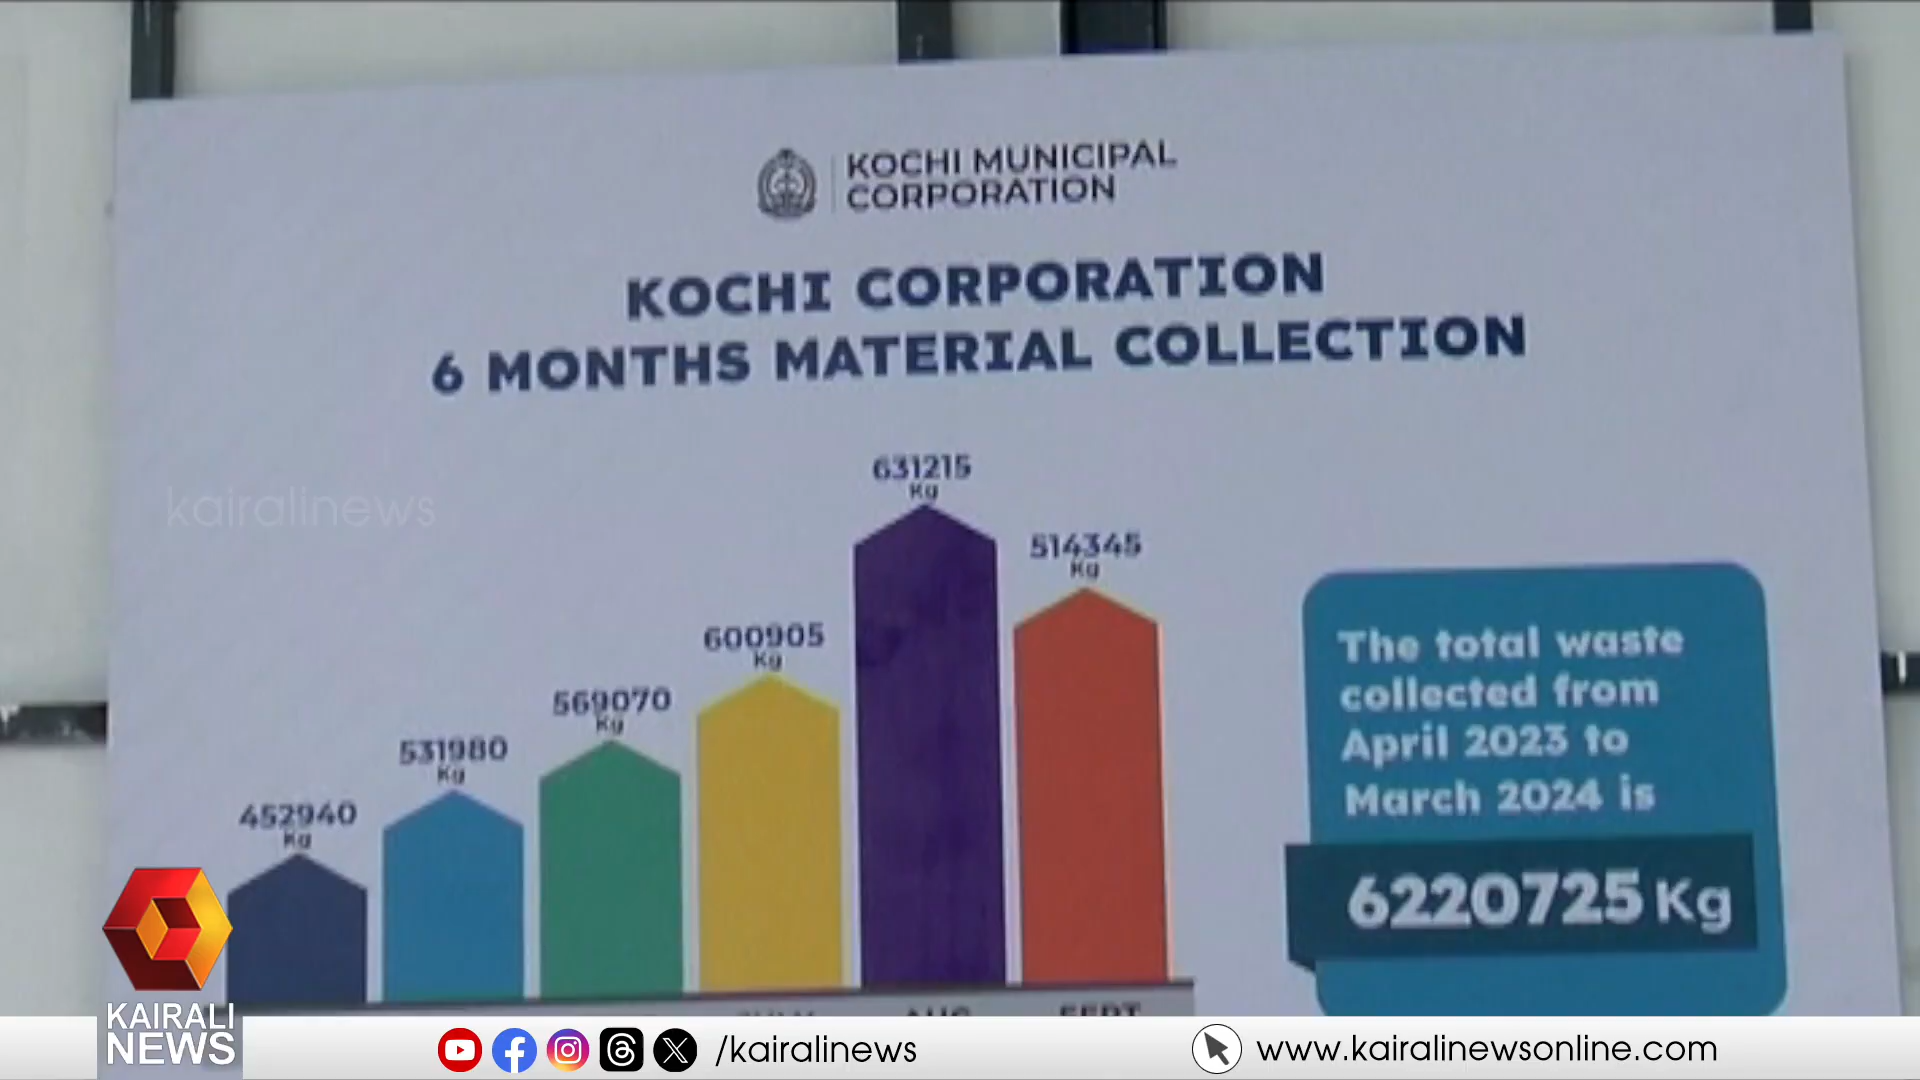 KOCHI MUNICIPAL
CORPORATION
KOCHI CORPORATION
6 MONTHS MATERIAL COLLECTION
631215
Kg
514345
Kg
600905
Kg
569070
Kg
531980
Kg
452940
Kg
kairalinews
The total waste
collected from
April 2023 to
March 2024 is
6220725 Kg
AUG
SEPT
KAIRALI
NEWS
/kairalinews
www.kairalinewsonline.com